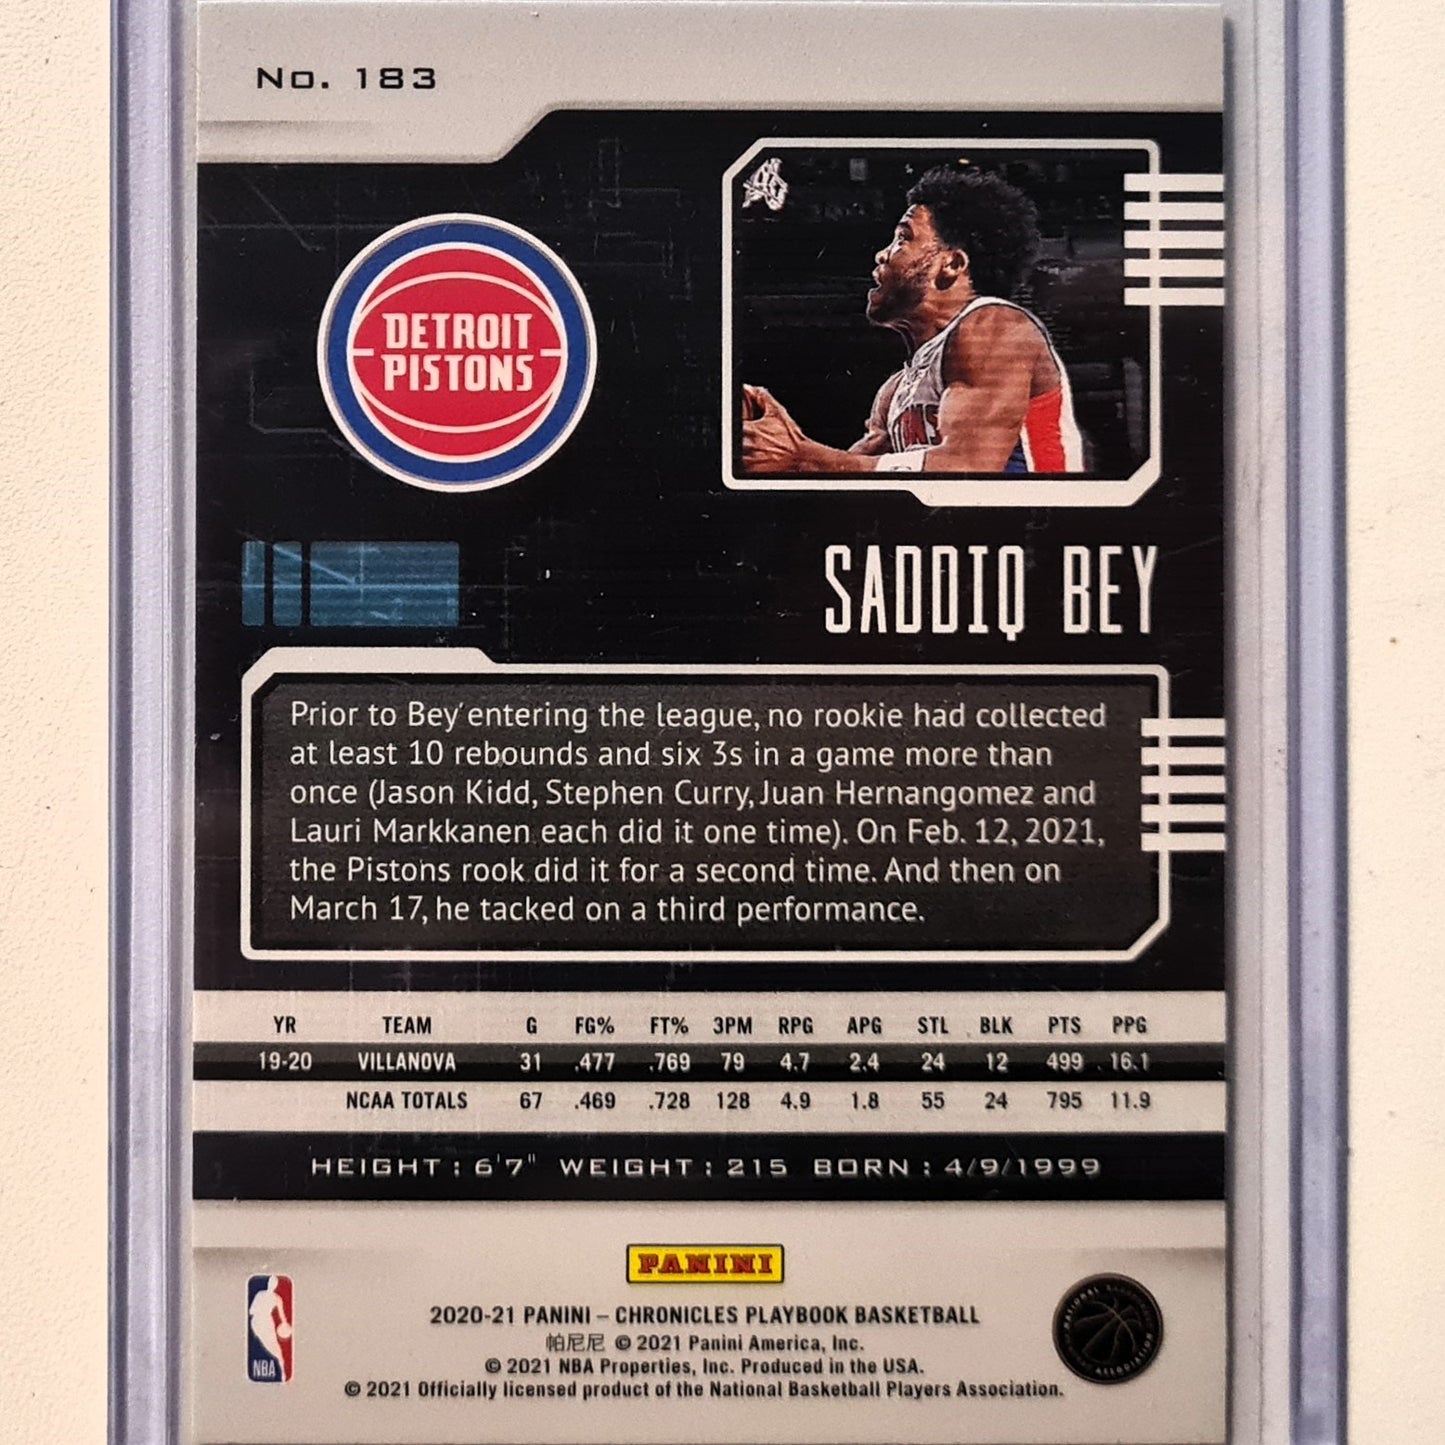 No. 183
DETROIT
PISTONS
SADDIQ BEY
Prior to Bey entering the league, no rookie had collected
at least 10 rebounds and six 3s in a game more than
once (Jason Kidd, Stephen Curry, Juan Hernangomez and
Lauri Markkanen each did it one time). On Feb. 12, 2021,
the Pistons rook did it for a second time. And then on
March 17, he tacked on a third performance.
YR TEAM G FG% FT% 3PM RPG APG STL BLK PTS PPG
19-20 VILLANOVA 31 .477 .769 79 4.7 2.4 24 12 499 16.1
NCAA TOTALS 67 .469 .728 128 4.9 1.8 55 24 795 11.9
HEIGHT: 6'7" WEIGHT: 215 BORN: 4/9/1999
PANINI
2020-21 PANINI – CHRONICLES PLAYBOOK BASKETBALL
帕尼尼 © 2021 Panini America, Inc.
© 2021 NBA Properties, Inc. Produced in the USA.
© 2021 Officially licensed product of the National Basketball Players Association.
NBA